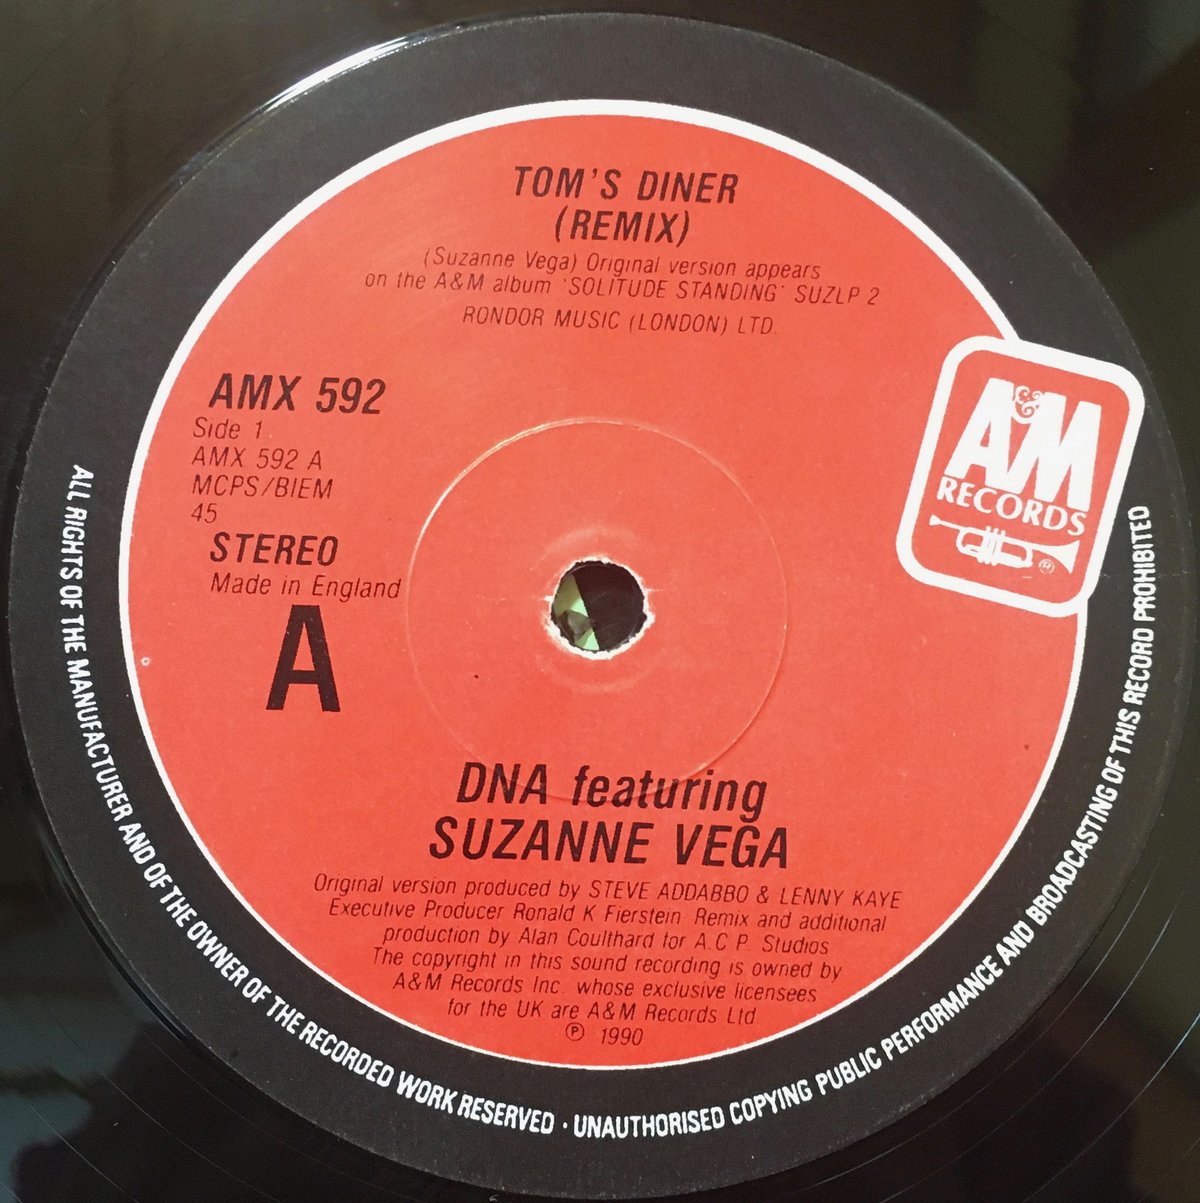 TOM'S DINER
(REMIX)
(Suzanne Vega) Original version appears
on the A&M album 'SOLITUDE STANDING' SUZLP 2
RONDOR MUSIC (LONDON) LTD.
AMX 592
Side 1
AMX 592 A
MCPS/BIEM
45
STEREO
Made in England
A
A&M
RECORDS
®
DNA featuring
SUZANNE VEGA
Original version produced by STEVE ADDABBO & LENNY KAYE
Executive Producer Ronald K Fierstein Remix and additional
production by Alan Coulthard for A.C.P. Studios
The copyright in this sound recording is owned by
A&M Records Inc. whose exclusive licensees
for the UK are A&M Records Ltd
℗ 1990
ALL RIGHTS OF THE MANUFACTURER AND OF THE OWNER OF THE RECORDED WORK RESERVED · UNAUTHORISED COPYING PUBLIC PERFORMANCE AND BROADCASTING OF THIS RECORD PROHIBITED